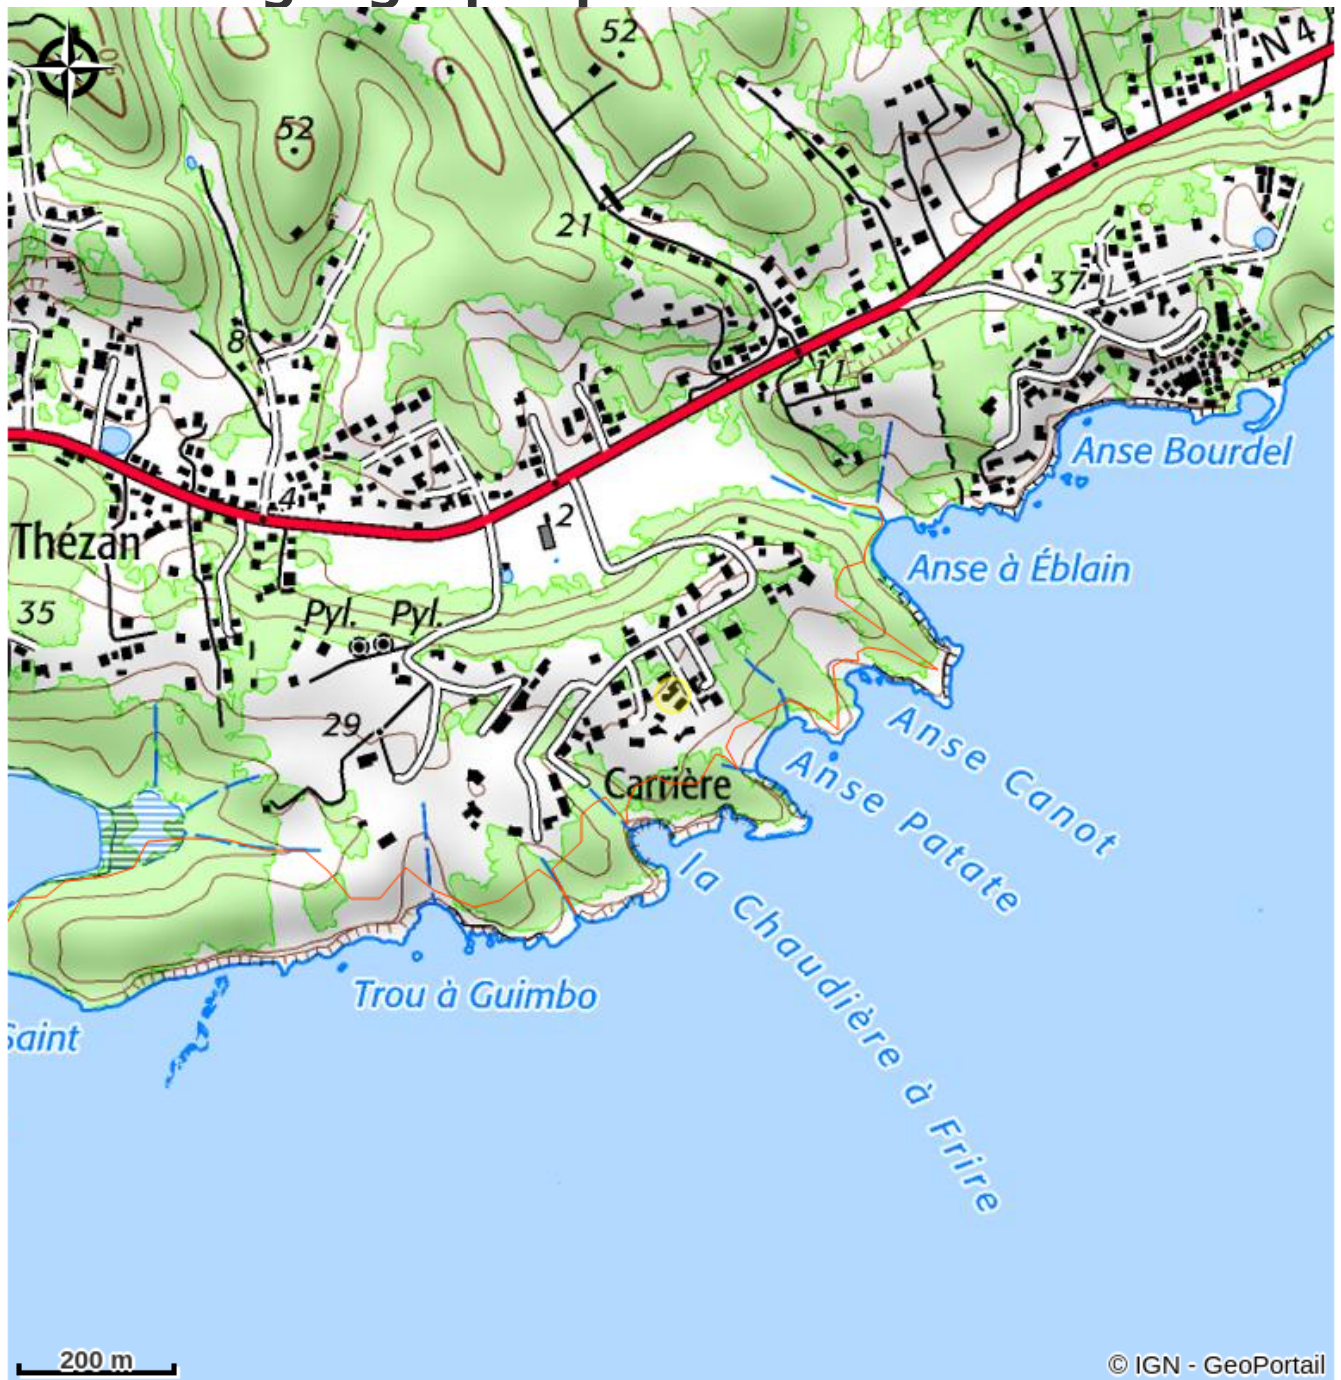 52
N 4
52
7
21
37
8
11
Anse Bourdel
4
2
Thézan
Anse à Éblain
35
Pyl. Pyl.
29
Anse Canot
Anse Patate
Carrière
la Chaudière à Frire
Trou à Guimbo
Saint
200 m
© IGN - GeoPortail